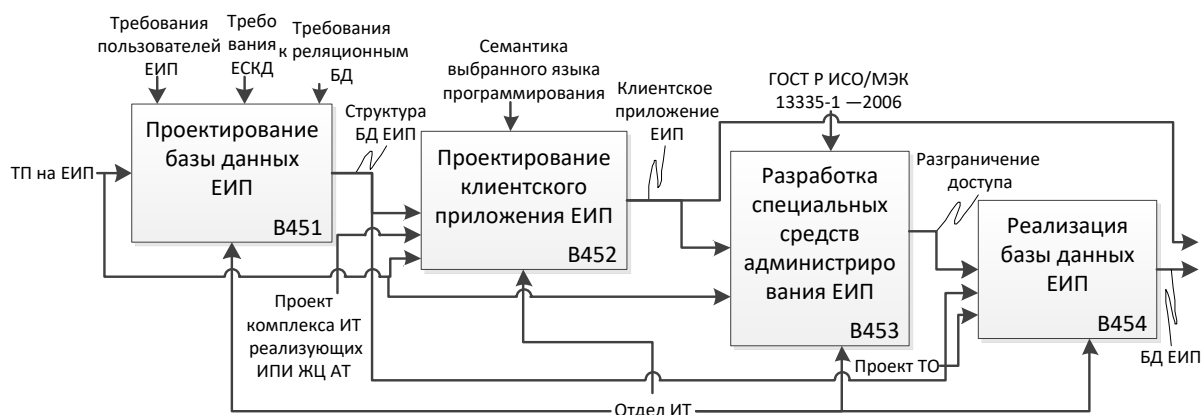 Требования
пользователей
ЕИП
Требо
вания
ЕСКД
Требования
к реляционным
БД
Структура
БД ЕИП
Семантика
выбранного языка
программирования
Клиентское
приложение
ЕИП
ГОСТ Р ИСО/МЭК
13335-1 —2006
ТП на ЕИП
Проектирование
базы данных
ЕИП
В451
Проектирование
клиентского
приложения ЕИП
В452
Разработка
специальных
средств
администриро
вания ЕИП
В453
Разграничение
доступа
Реализация
базы данных
ЕИП
В454
Проект
комплекса ИТ
реализующих
ИПИ ЖЦ АТ
Проект ТО
БД ЕИП
Отдел ИТ